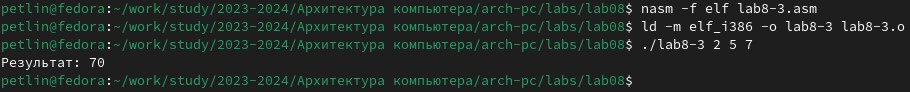 petlin@fedora:~/work/study/2023-2024/Архитектура компьютера/arch-pc/labs/lab08$ nasm -f elf lab8-3.asm
petlin@fedora:~/work/study/2023-2024/Архитектура компьютера/arch-pc/labs/lab08$ ld -m elf_i386 -o lab8-3 lab8-3.o
petlin@fedora:~/work/study/2023-2024/Архитектура компьютера/arch-pc/labs/lab08$ ./lab8-3 2 5 7
Результат: 70
petlin@fedora:~/work/study/2023-2024/Архитектура компьютера/arch-pc/labs/lab08$